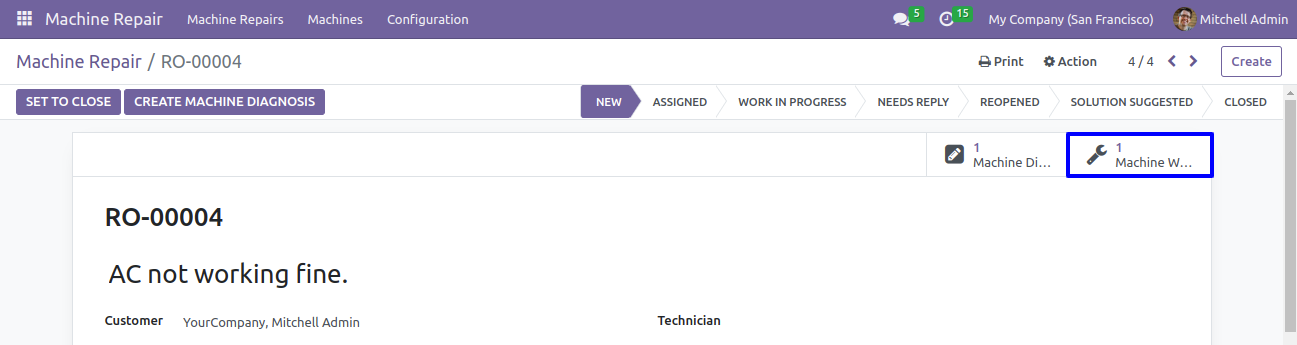 Machine Repair Machine Repairs Machines Configuration 5 15 My Company (San Francisco) Mitchell Admin
Machine Repair / RO-00004 Print Action 4 / 4 Create
SET TO CLOSE CREATE MACHINE DIAGNOSIS NEW ASSIGNED WORK IN PROGRESS NEEDS REPLY REOPENED SOLUTION SUGGESTED CLOSED
1 1
Machine Di... Machine W...
RO-00004
AC not working fine.
Customer YourCompany, Mitchell Admin Technician